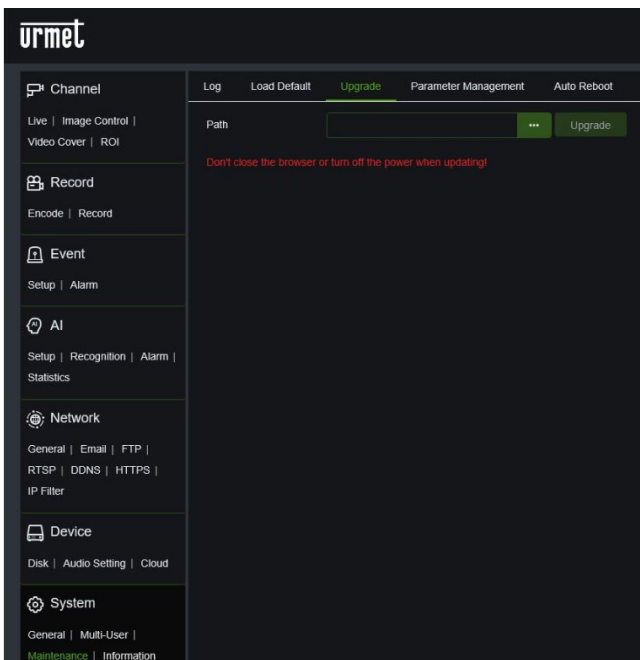 urmet
Channel
Live | Image Control |
Video Cover | ROI
Record
Encode | Record
Event
Setup | Alarm
AI
Setup | Recognition | Alarm |
Statistics
Network
General | Email | FTP |
RTSP | DDNS | HTTPS |
IP Filter
Device
Disk | Audio Setting | Cloud
System
General | Multi-User |
Maintenance | Information
Log Load Default Upgrade Parameter Management Auto Reboot
Path ... Upgrade
Don't close the browser or turn off the power when updating!